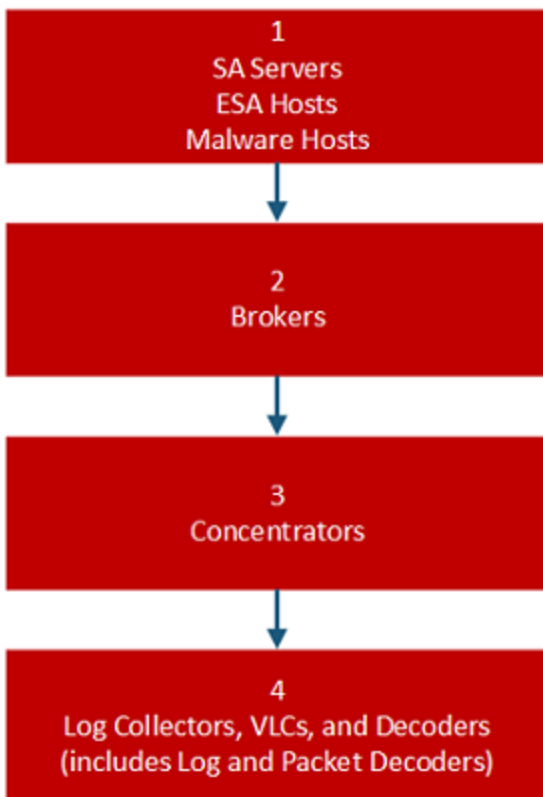 1
SA Servers
ESA Hosts
Malware Hosts
2
Brokers
3
Concentrators
4
Log Collectors, VLCs, and Decoders
(includes Log and Packet Decoders)